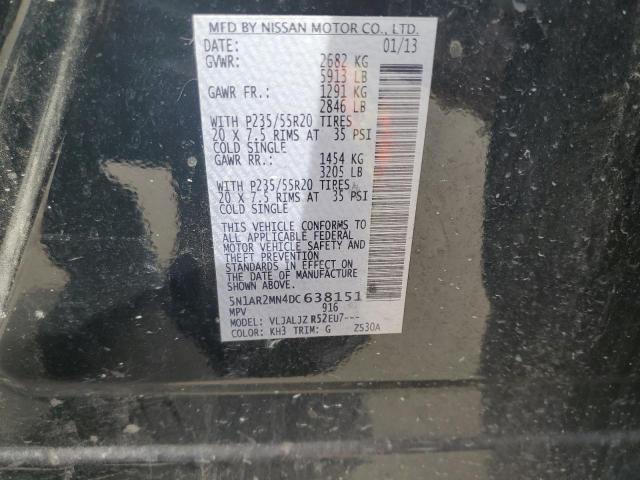 MFD BY NISSAN MOTOR CO., LTD.
DATE: 01/13
GVWR: 2682 KG
5913 LB
GAWR FR.: 1291 KG
2846 LB
WITH P235/55R20 TIRES
20 X 7.5 RIMS AT 35 PSI
COLD SINGLE
GAWR RR.: 1454 KG
3205 LB
WITH P235/55R20 TIRES
20 X 7.5 RIMS AT 35 PSI
COLD SINGLE
THIS VEHICLE CONFORMS TO
ALL APPLICABLE FEDERAL
MOTOR VEHICLE SAFETY AND
THEFT PREVENTION
STANDARDS IN EFFECT ON
THE DATE OF MANUFACTURE
SHOWN ABOVE.
5N1AR2MN4DC638151
MPV 916
MODEL: VLJALJZ R52EU7---
COLOR: KH3 TRIM: G Z530A